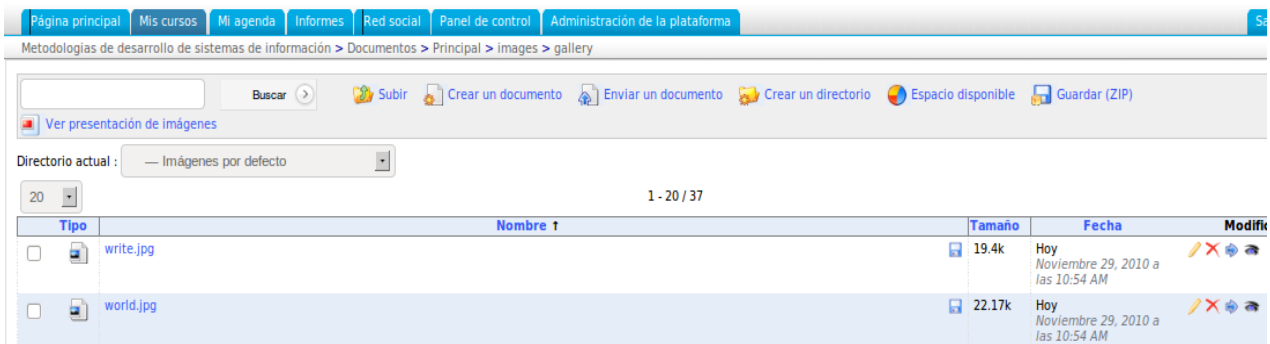 Página principal Mis cursos Mi agenda Informes Red social Panel de control Administración de la plataforma Sa
Metodologias de desarrollo de sistemas de información > Documentos > Principal > images > gallery
Buscar Subir Crear un documento Enviar un documento Crear un directorio Espacio disponible Guardar (ZIP)
Ver presentación de imágenes
Directorio actual : — Imágenes por defecto
20 1 - 20 / 37
Tipo Nombre ↑ Tamaño Fecha Modific
write.jpg 19.4k Hoy
Noviembre 29, 2010 a
las 10:54 AM
world.jpg 22.17k Hoy
Noviembre 29, 2010 a
las 10:54 AM